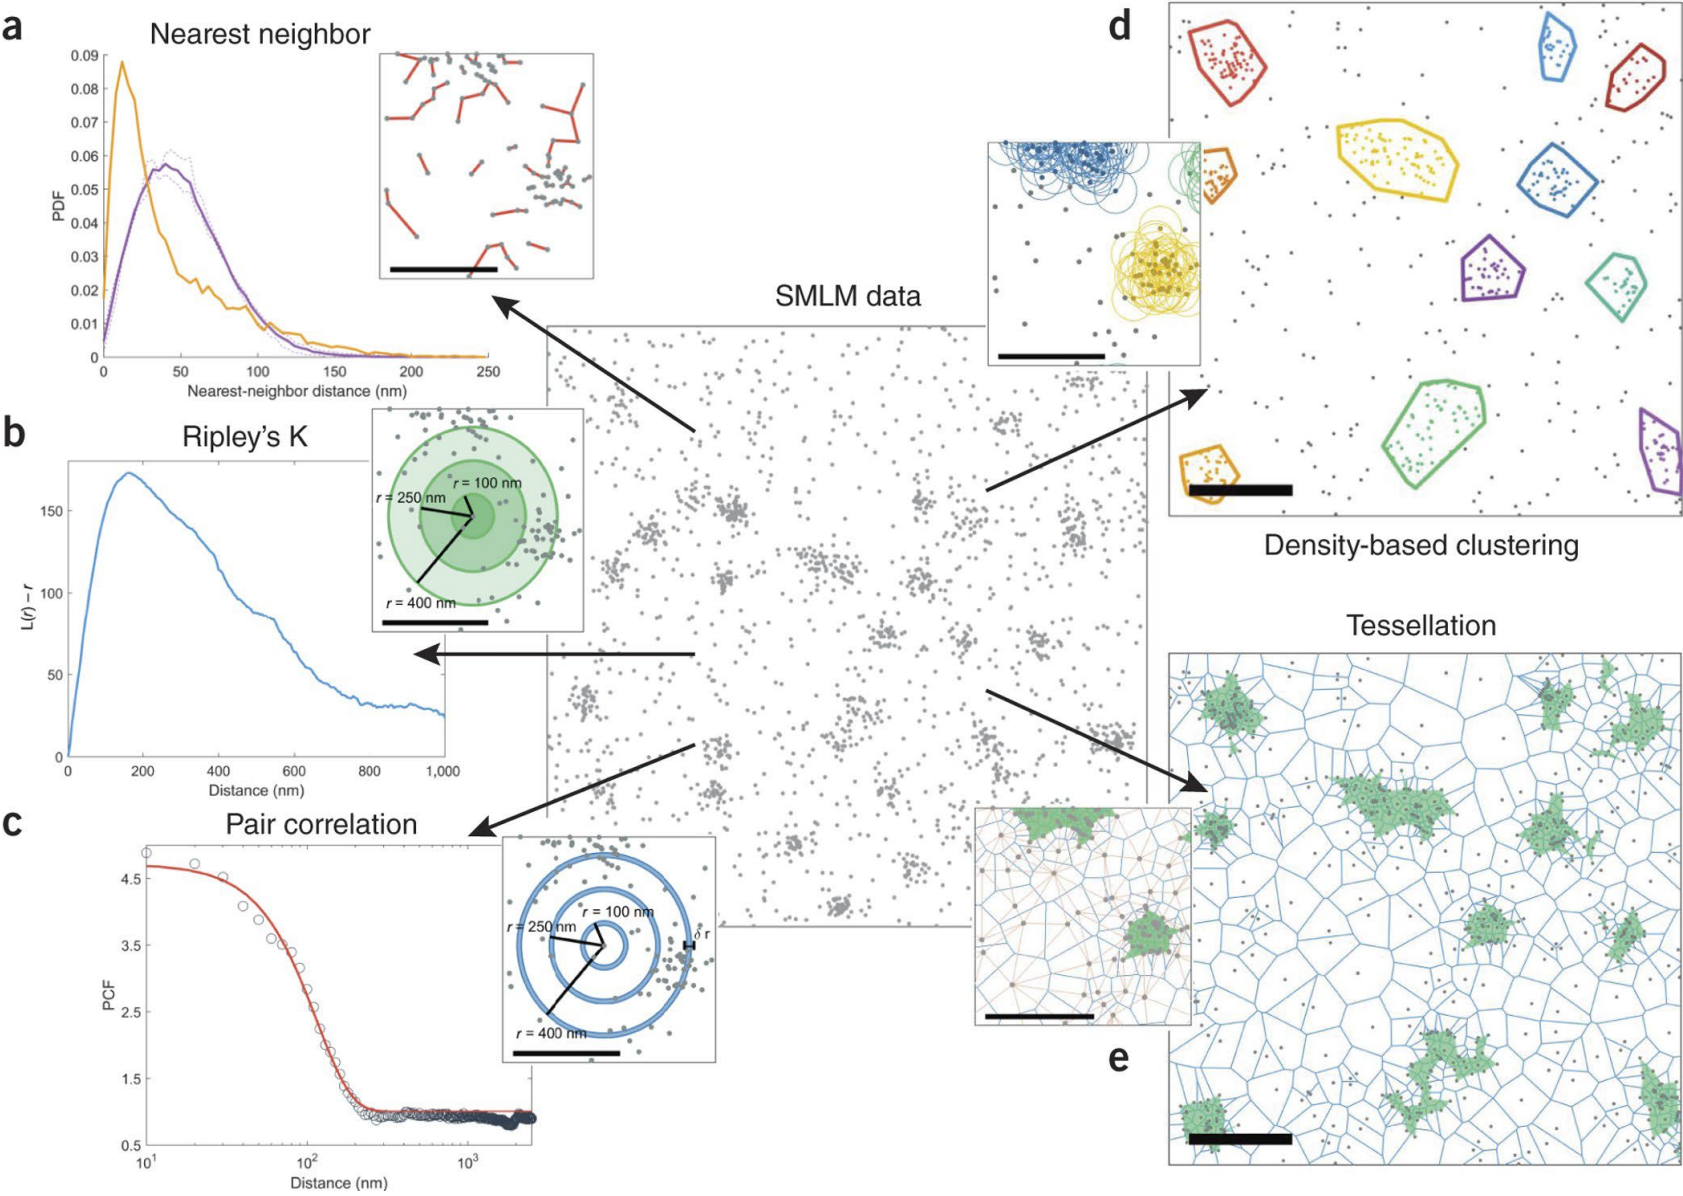 a
Nearest neighbor
0.09
0.08
0.07
0.06
0.05
0.04
0.03
0.02
0.01
0
PDF
0 50 100 150 200 250
Nearest-neighbor distance (nm)
b
Ripley's K
150
100
50
0
L(r) – r
0 200 400 600 800 1,000
Distance (nm)
r = 100 nm
r = 250 nm
r = 400 nm
c
Pair correlation
4.5
3.5
2.5
1.5
0.5
PCF
10¹ 10² 10³
Distance (nm)
r = 100 nm
r = 250 nm
δ r
r = 400 nm
SMLM data
d
Density-based clustering
Tessellation
e